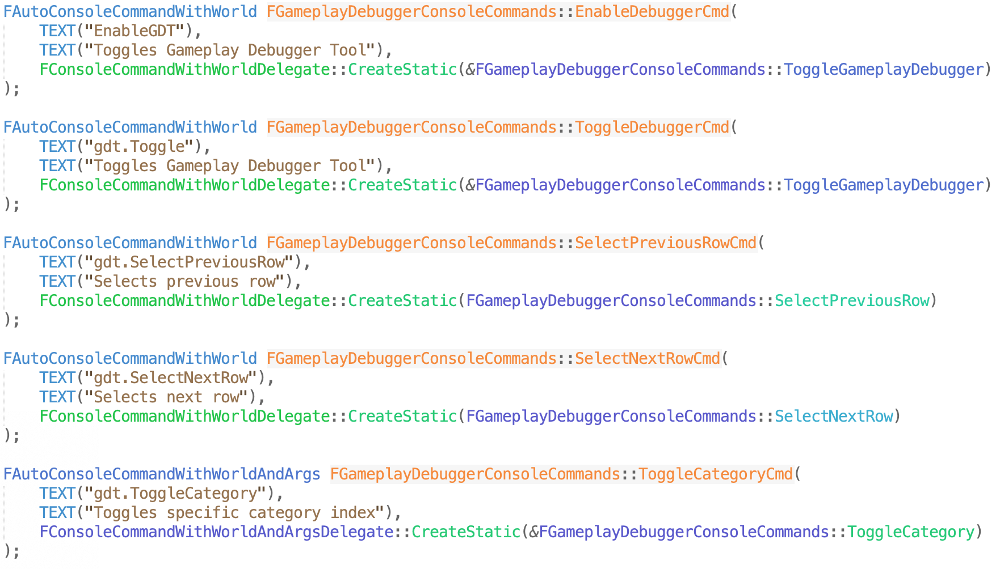 FAutoConsoleCommandWithWorld FGameplayDebuggerConsoleCommands::EnableDebuggerCmd(
    TEXT("EnableGDT"),
    TEXT("Toggles Gameplay Debugger Tool"),
    FConsoleCommandWithWorldDelegate::CreateStatic(&FGameplayDebuggerConsoleCommands::ToggleGameplayDebugger)
);

FAutoConsoleCommandWithWorld FGameplayDebuggerConsoleCommands::ToggleDebuggerCmd(
    TEXT("gdt.Toggle"),
    TEXT("Toggles Gameplay Debugger Tool"),
    FConsoleCommandWithWorldDelegate::CreateStatic(&FGameplayDebuggerConsoleCommands::ToggleGameplayDebugger)
);

FAutoConsoleCommandWithWorld FGameplayDebuggerConsoleCommands::SelectPreviousRowCmd(
    TEXT("gdt.SelectPreviousRow"),
    TEXT("Selects previous row"),
    FConsoleCommandWithWorldDelegate::CreateStatic(FGameplayDebuggerConsoleCommands::SelectPreviousRow)
);

FAutoConsoleCommandWithWorld FGameplayDebuggerConsoleCommands::SelectNextRowCmd(
    TEXT("gdt.SelectNextRow"),
    TEXT("Selects next row"),
    FConsoleCommandWithWorldDelegate::CreateStatic(FGameplayDebuggerConsoleCommands::SelectNextRow)
);

FAutoConsoleCommandWithWorldAndArgs FGameplayDebuggerConsoleCommands::ToggleCategoryCmd(
    TEXT("gdt.ToggleCategory"),
    TEXT("Toggles specific category index"),
    FConsoleCommandWithWorldAndArgsDelegate::CreateStatic(&FGameplayDebuggerConsoleCommands::ToggleCategory)
);